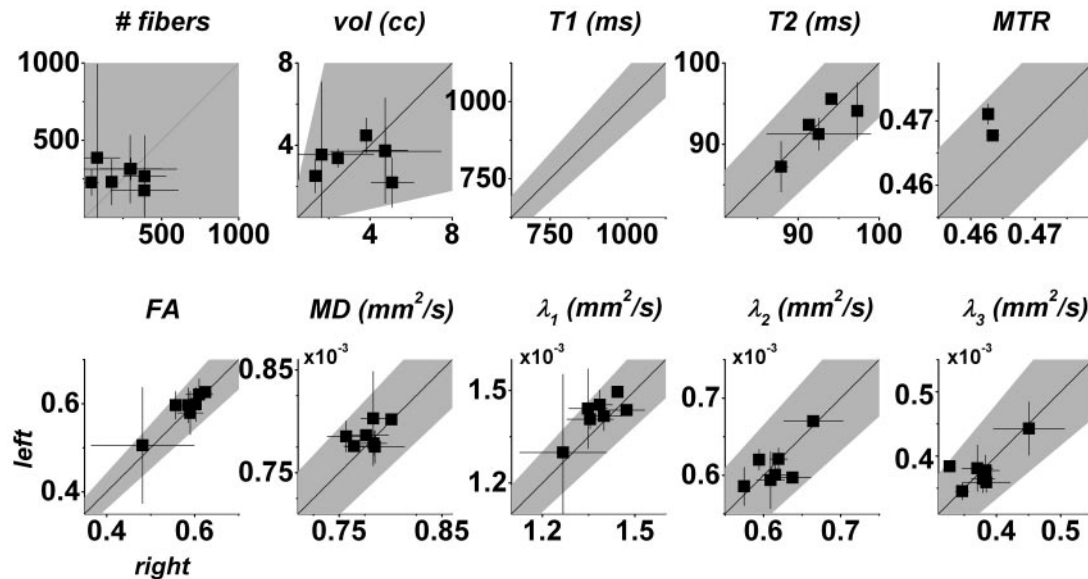 # fibers vol (cc) T1 (ms) T2 (ms) MTR
1000 8 1000 100 0.47
500 4 750 90 0.46
500 1000 4 8 750 1000 90 100 0.46 0.47
FA MD (mm²/s) λ₁ (mm²/s) λ₂ (mm²/s) λ₃ (mm²/s)
x10⁻³ x10⁻³ x10⁻³ x10⁻³
0.6 0.85 1.5 0.7 0.5
0.4 0.75 1.2 0.6 0.4
left
0.4 0.6 0.75 0.85 1.2 1.5 0.6 0.7 0.4 0.5
right